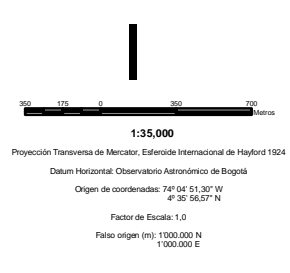 350 175 0 350 700
Metros
1:35,000
Proyección Transversa de Mercator, Esferoide Internacional de Hayford 1924
Datum Horizontal: Observatorio Astronómico de Bogotá
Origen de coordenadas: 74º 04' 51,30" W
4º 35' 56,57" N
Factor de Escala: 1,0
Falso origen (m): 1'000.000 N
1'000.000 E